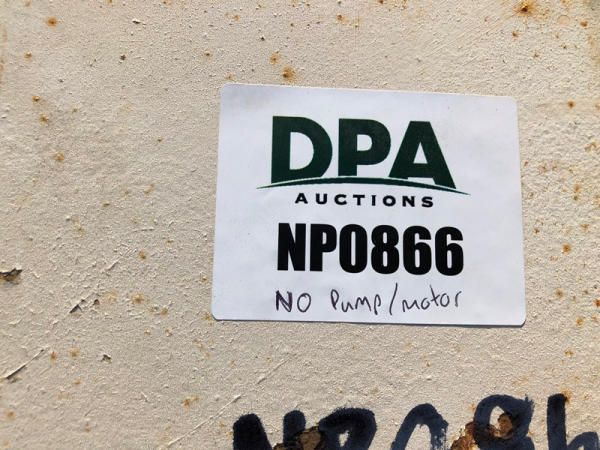 DPA
AUCTIONS
NP0866
NO Pump/motor